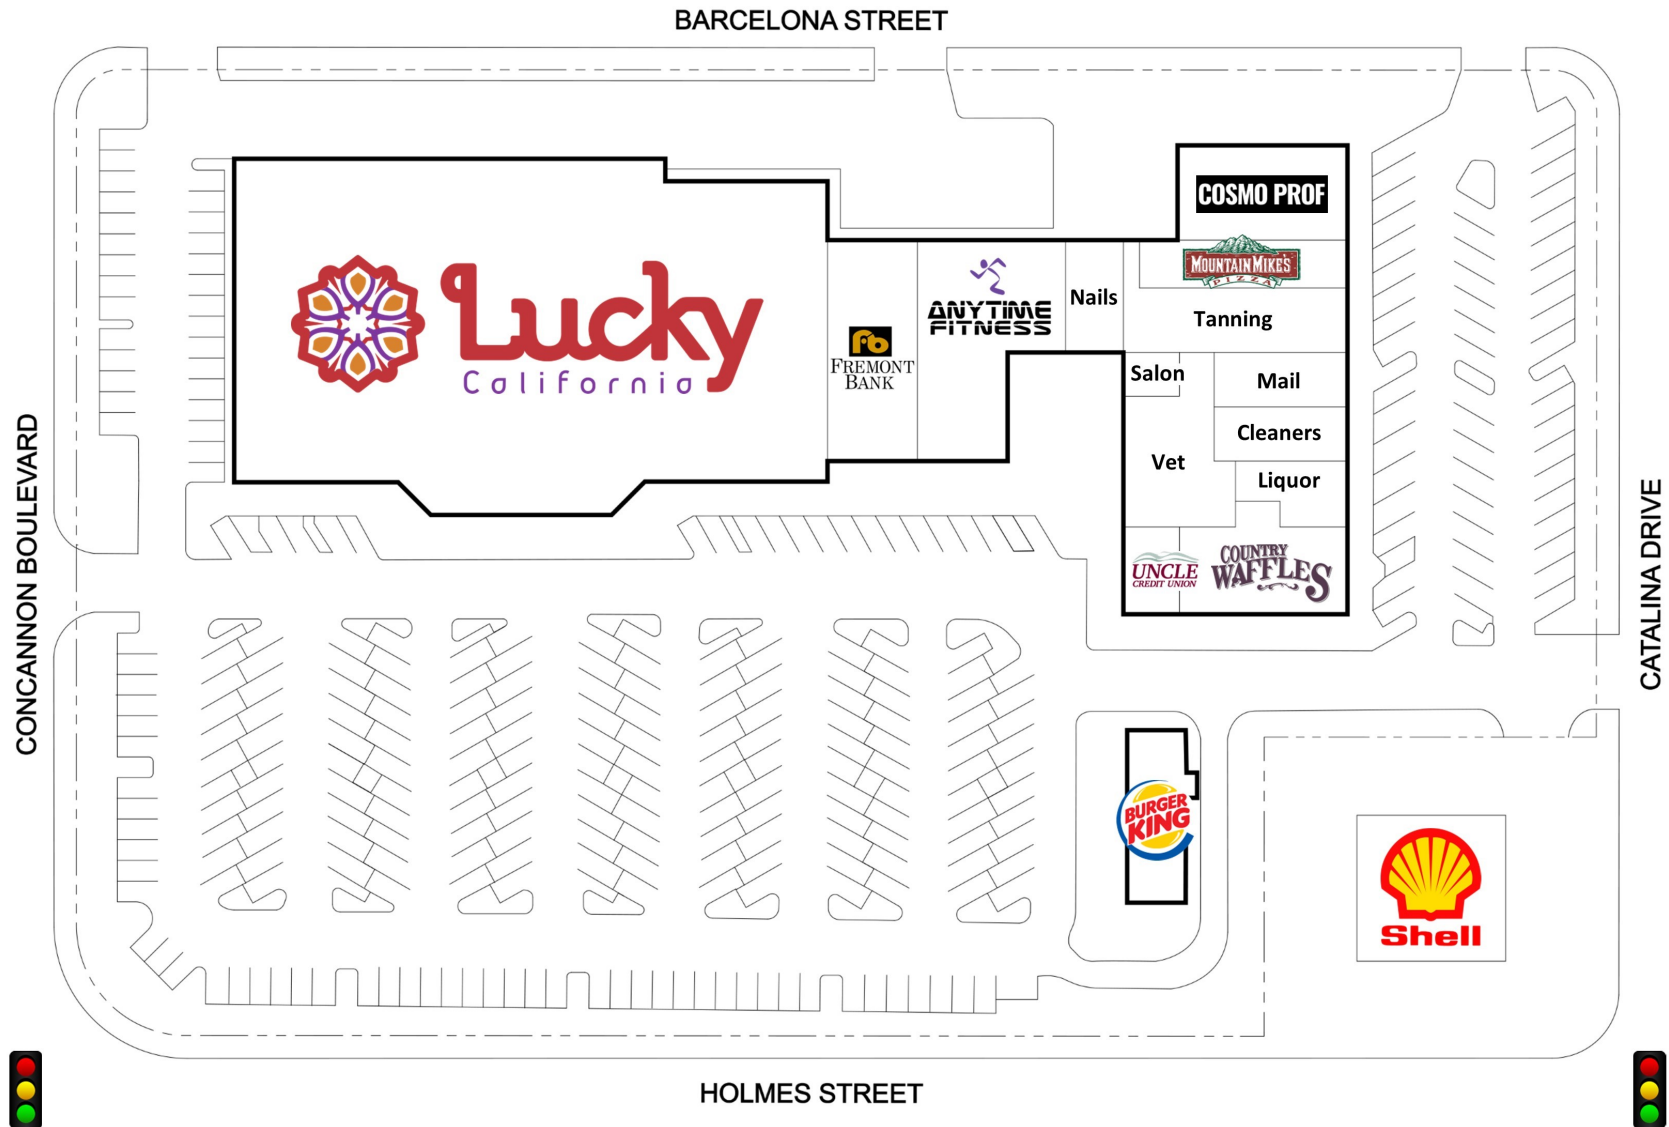 BARCELONA STREET
COSMO PROF
MOUNTAIN MIKE'S
PIZZA
Lucky
California
fb
FREMONT
BANK
ANYTIME
FITNESS
Nails
Tanning
Salon
Mail
Cleaners
Vet
Liquor
UNCLE
CREDIT UNION
COUNTRY
WAFFLES
CONCANNON BOULEVARD
CATALINA DRIVE
BURGER
KING
Shell
HOLMES STREET